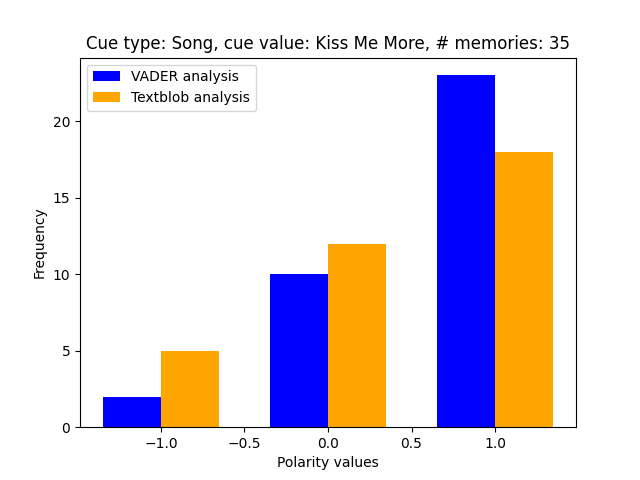 Cue type: Song, cue value: Kiss Me More, # memories: 35
VADER analysis
Textblob analysis
Frequency
20
15
10
5
0
−1.0
−0.5
0.0
0.5
1.0
Polarity values